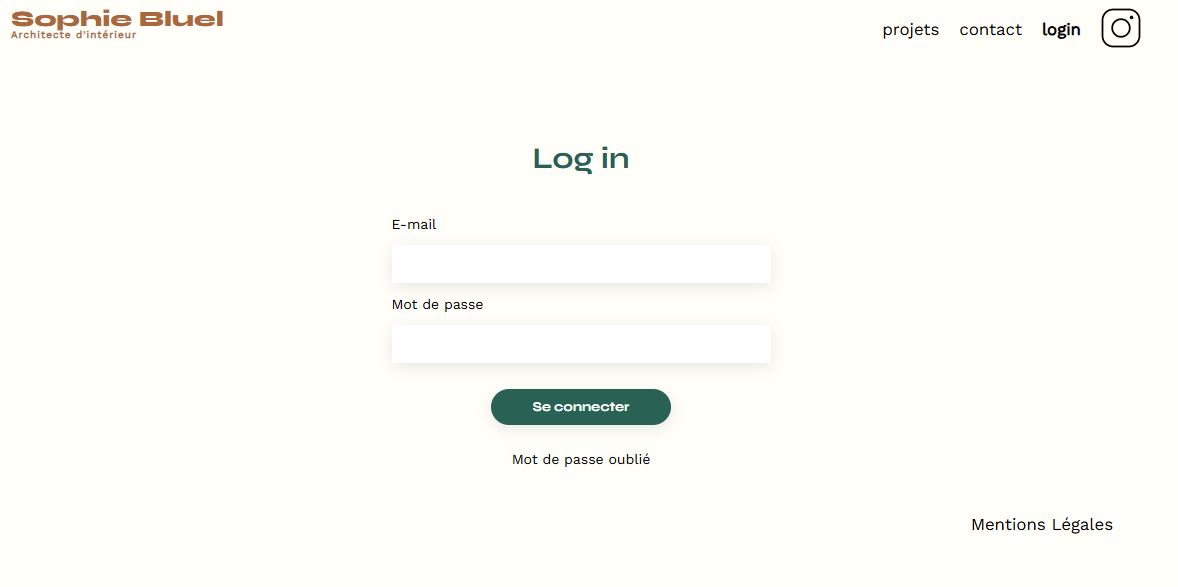 Sophie Bluel
Architecte d'intérieur
projets contact login
Log in
E-mail
Mot de passe
Se connecter
Mot de passe oublié
Mentions Légales